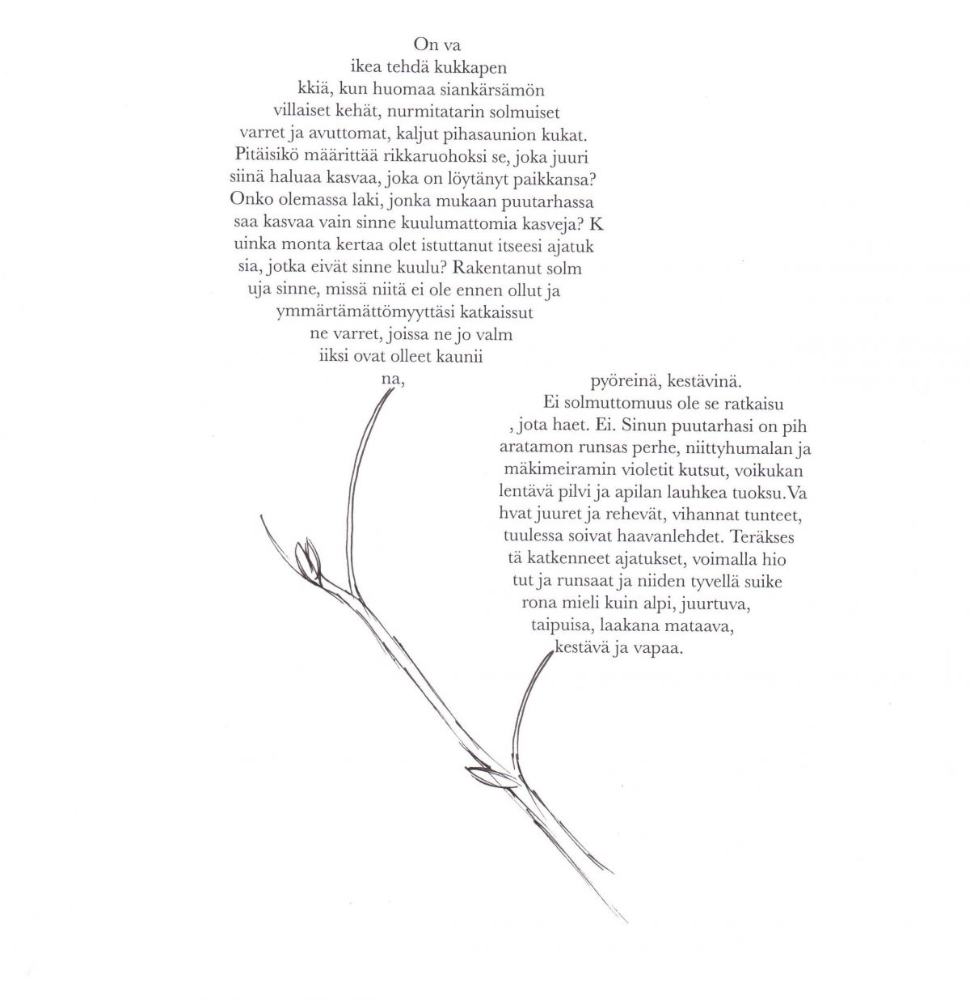 On va
ikea tehdä kukkapen
kkiä, kun huomaa siankärsämön
villaiset kehät, nurmitatarin solmuiset
varret ja avuttomat, kaljut pihasaunion kukat.
Pitäisikö määrittää rikkaruohoksi se, joka juuri
siinä haluaa kasvaa, joka on löytänyt paikkansa?
Onko olemassa laki, jonka mukaan puutarhassa
saa kasvaa vain sinne kuulumattomia kasveja? K
uinka monta kertaa olet istuttanut itseesi ajatuk
sia, jotka eivät sinne kuulu? Rakentanut solm
uja sinne, missä niitä ei ole ennen ollut ja
ymmärtämättömyyttäsi katkaissut
ne varret, joissa ne jo valm
iiksi ovat olleet kaunii
na,
pyöreinä, kestävinä.
Ei solmuttomuus ole se ratkaisu
, jota haet. Ei. Sinun puutarhasi on pih
aratamon runsas perhe, niittyhumalan ja
mäkimeiramin violetit kutsut, voikukan
lentävä pilvi ja apilan lauhkea tuoksu.Va
hvat juuret ja rehevät, vihannat tunteet,
tuulessa soivat haavanlehdet. Teräkses
tä katkenneet ajatukset, voimalla hio
tut ja runsaat ja niiden tyvellä suike
rona mieli kuin alpi, juurtuva,
taipuisa, laakana mataava,
kestävä ja vapaa.